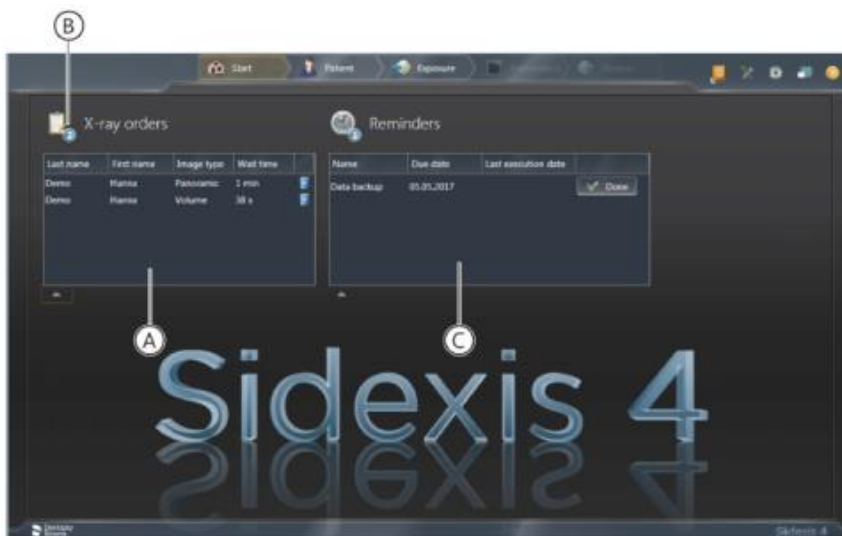 B
Start Patient Exposure
X-ray orders
Reminders
Last name First name Image type Wait time
Name Due date Last execution date
Demo Hanna Panoramic 1 min
Demo Hanna Volume 38 s
Data backup 05.05.2017 Done
A
C
Sidexis 4
Sidexis 4